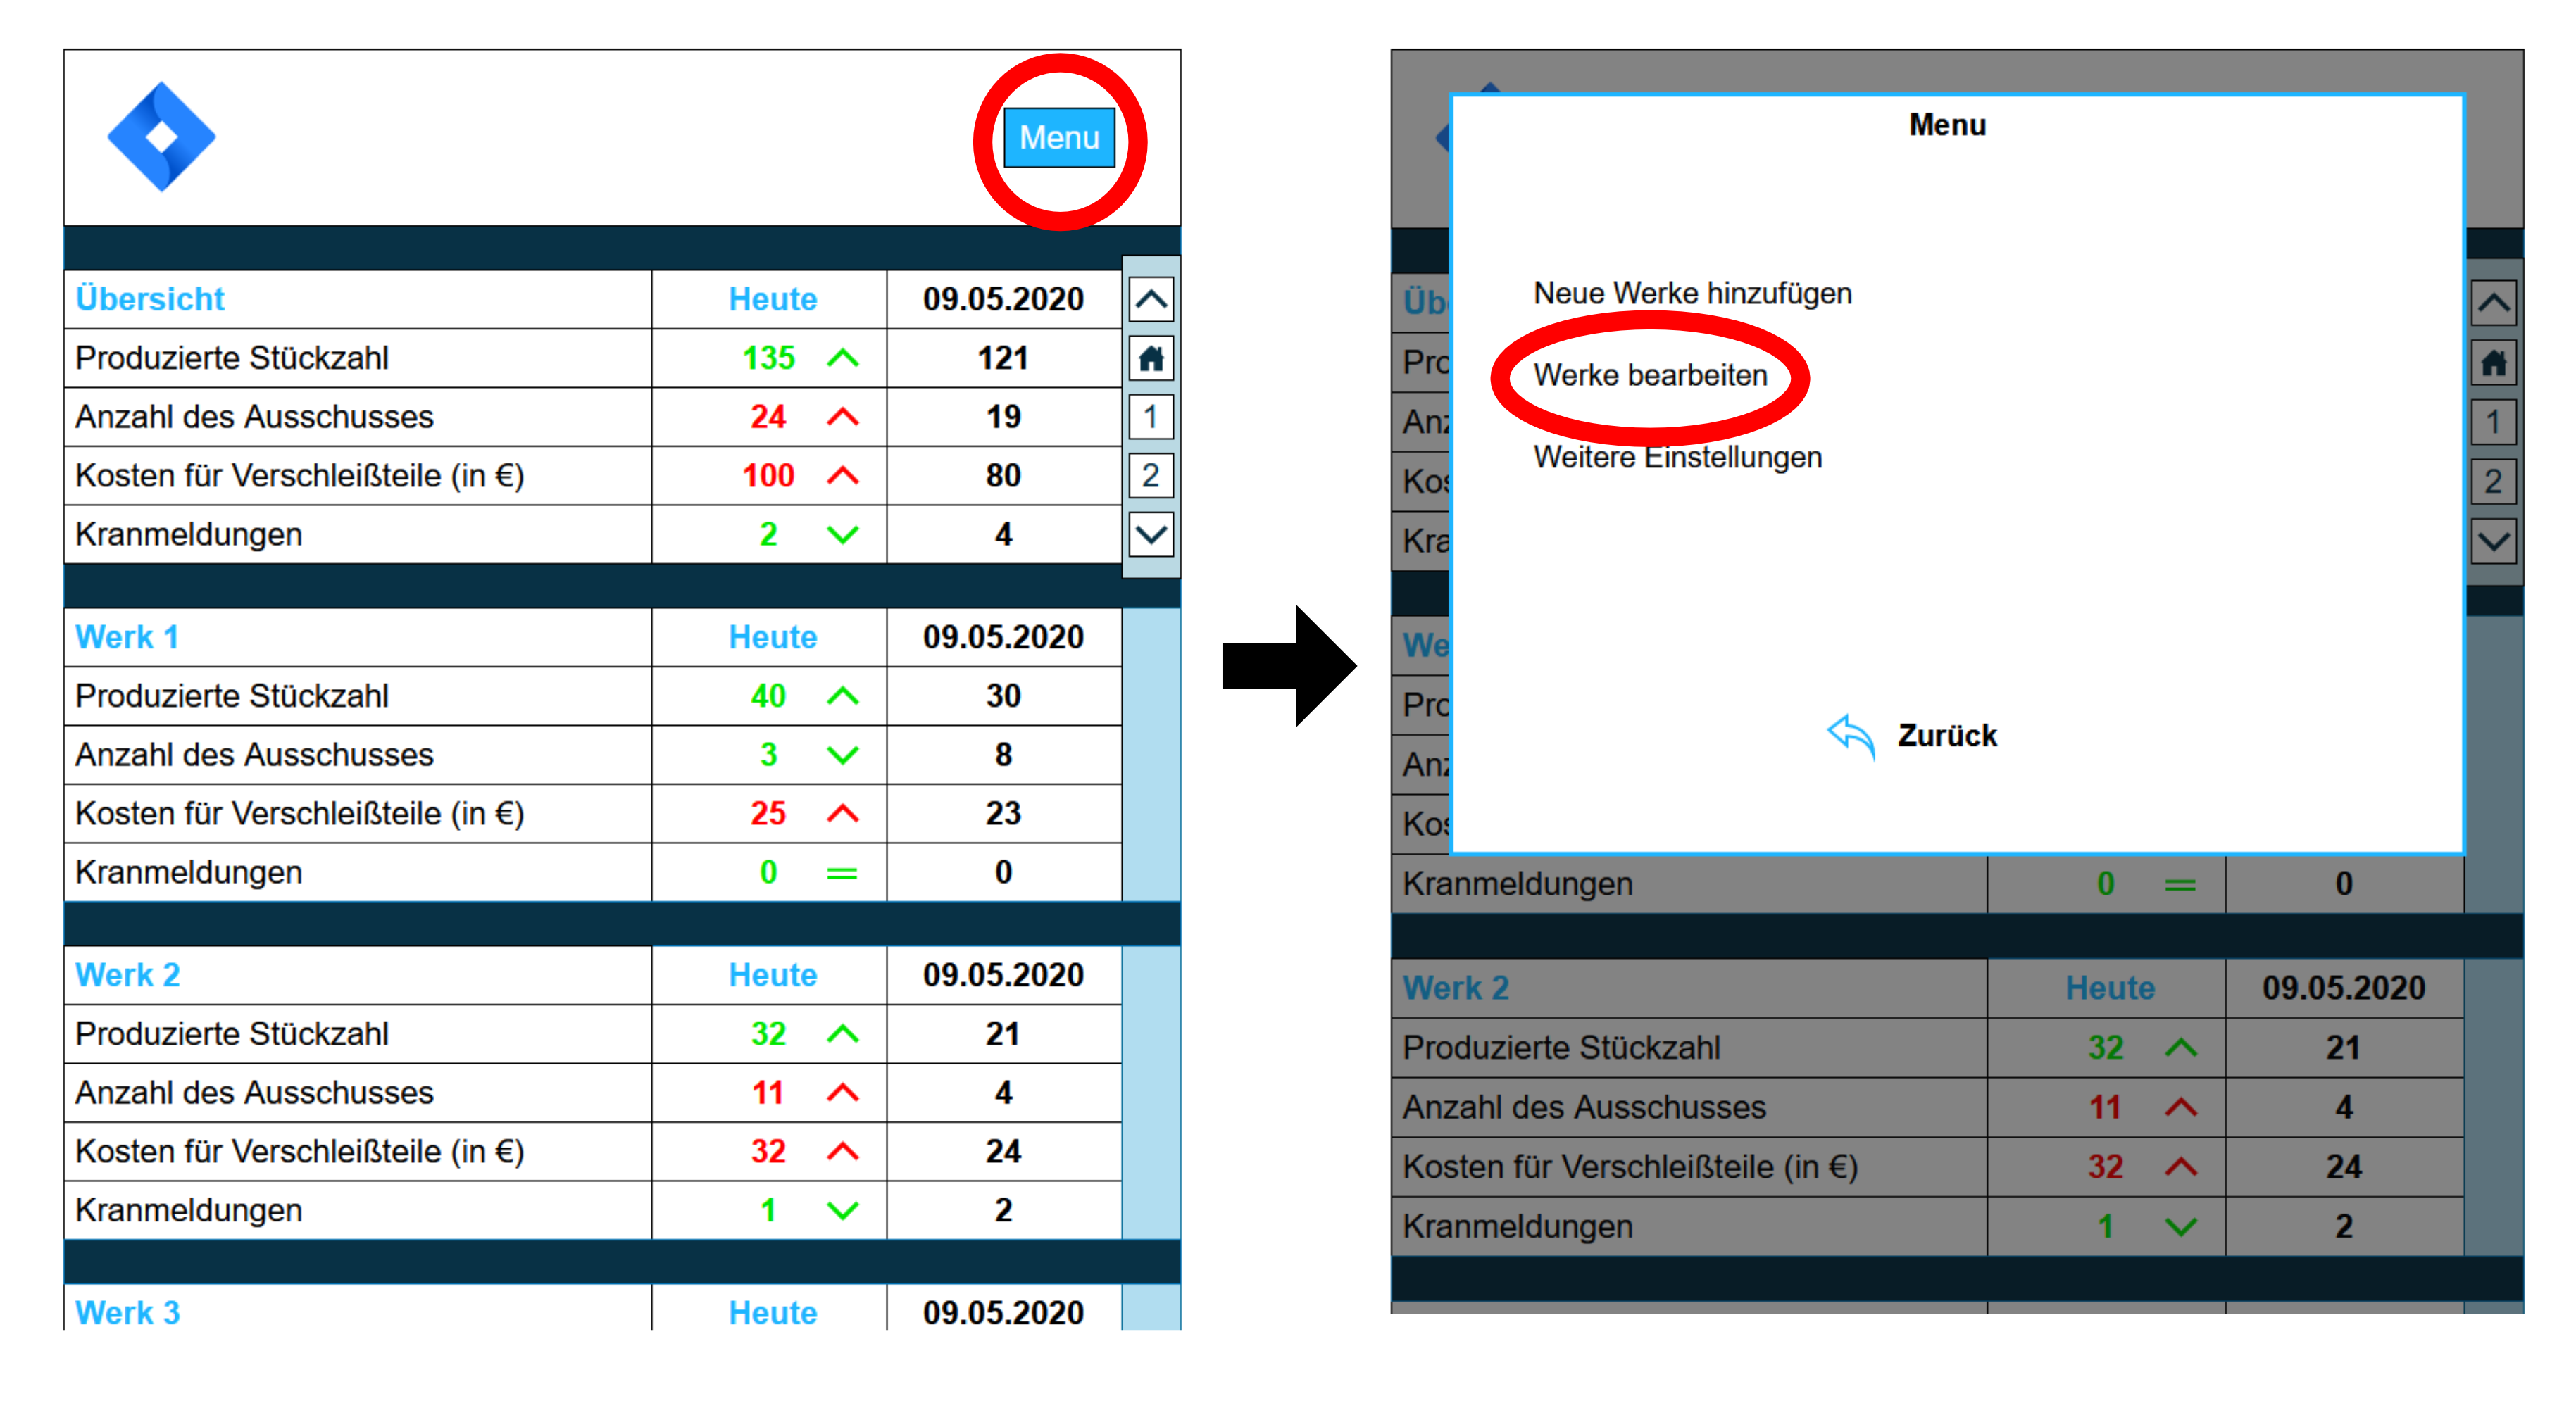 Menu
Übersicht Heute 09.05.2020
Produzierte Stückzahl 135 121
Anzahl des Ausschusses 24 19 1
Kosten für Verschleißteile (in €) 100 80 2
Kranmeldungen 2 4
Werk 1 Heute 09.05.2020
Produzierte Stückzahl 40 30
Anzahl des Ausschusses 3 8
Kosten für Verschleißteile (in €) 25 23
Kranmeldungen 0 = 0
Werk 2 Heute 09.05.2020
Produzierte Stückzahl 32 21
Anzahl des Ausschusses 11 4
Kosten für Verschleißteile (in €) 32 24
Kranmeldungen 1 2
Werk 3 Heute 09.05.2020
Menu
Neue Werke hinzufügen
Werke bearbeiten
Weitere Einstellungen
Zurück
Üb
Pro
Anz 1
Kos 2
Kra
We
Pro
Anz
Kos
Kranmeldungen 0 = 0
Werk 2 Heute 09.05.2020
Produzierte Stückzahl 32 21
Anzahl des Ausschusses 11 4
Kosten für Verschleißteile (in €) 32 24
Kranmeldungen 1 2